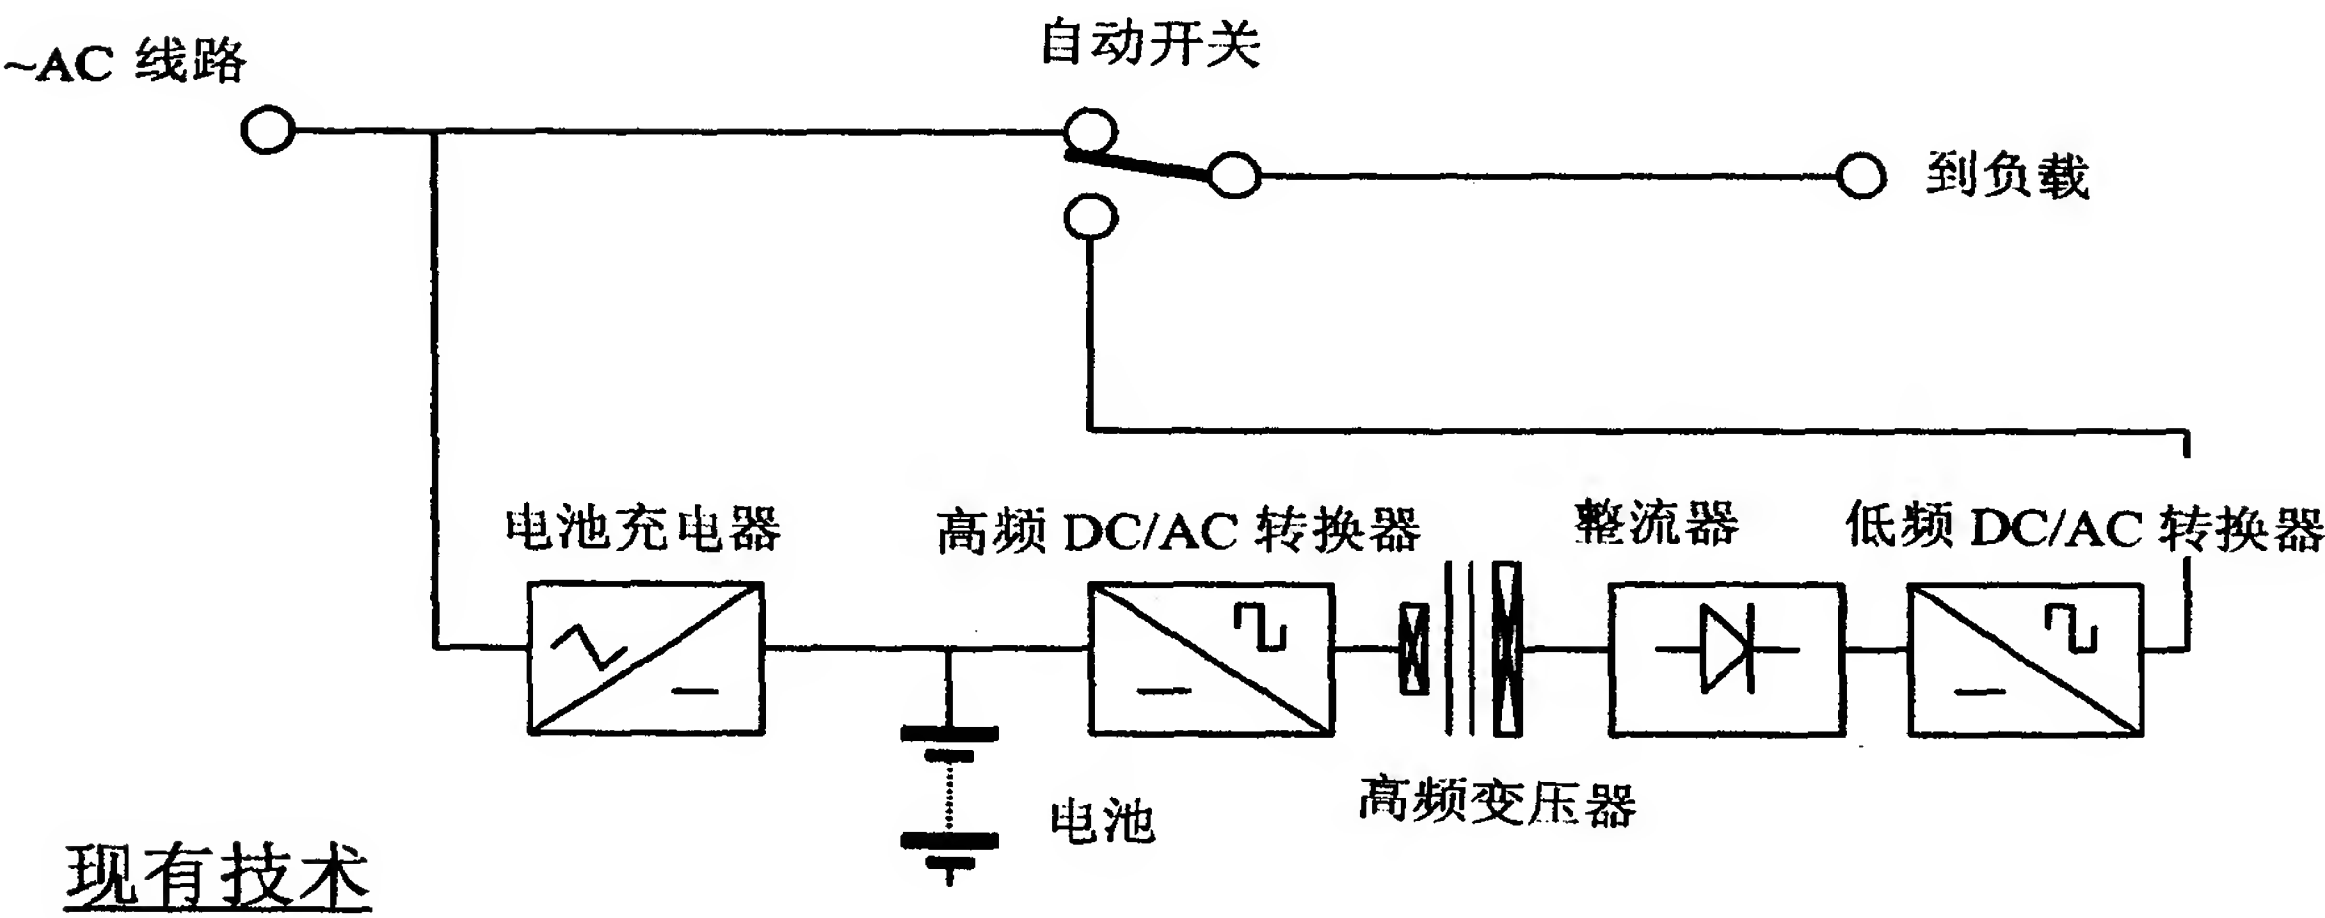 ~AC 线路
自动开关
到负载
电池充电器
高频 DC/AC 转换器
整流器
低频 DC/AC 转换器
高频变压器
电池
现有技术